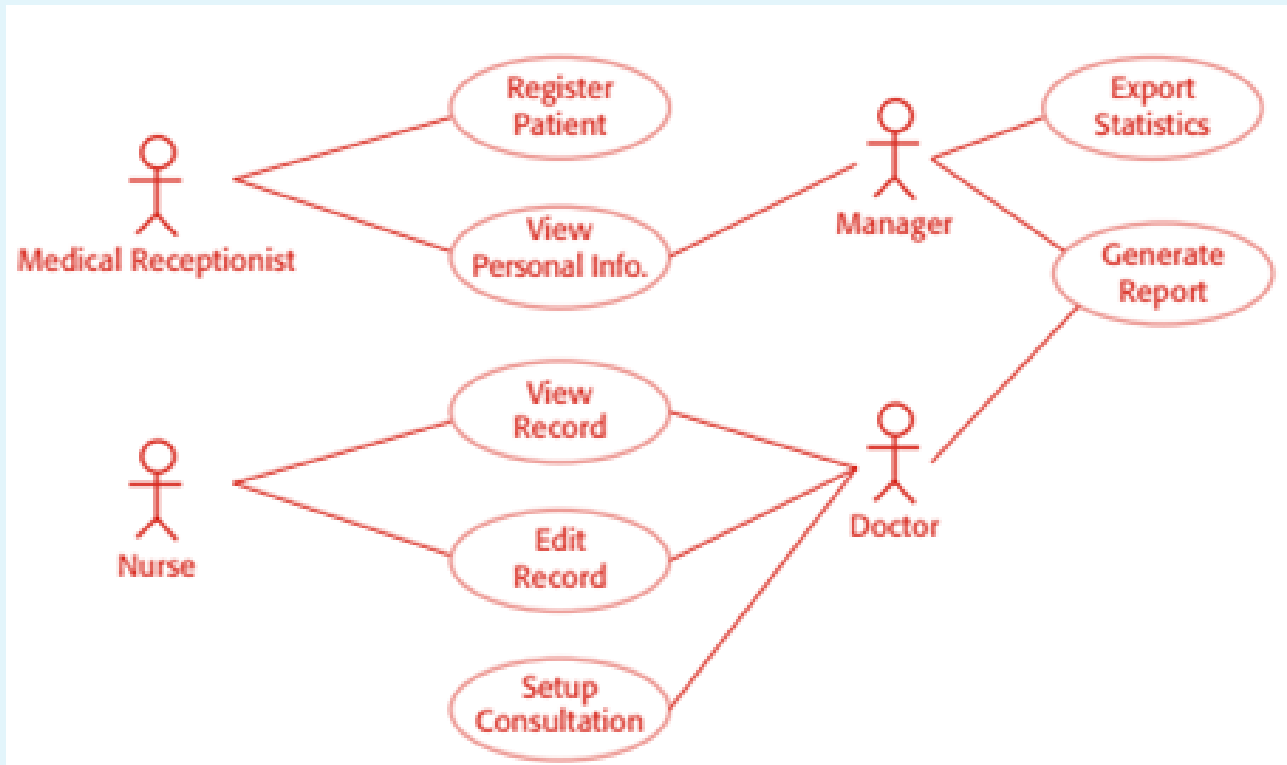 Register
Patient
Export
Statistics
Medical Receptionist
View
Personal Info.
Manager
Generate
Report
View
Record
Nurse
Edit
Record
Doctor
Setup
Consultation